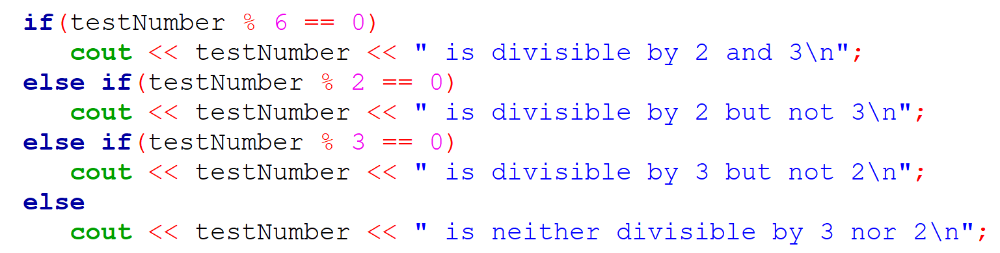 if(testNumber % 6 == 0)
   cout << testNumber << " is divisible by 2 and 3\n";
else if(testNumber % 2 == 0)
   cout << testNumber << " is divisible by 2 but not 3\n";
else if(testNumber % 3 == 0)
   cout << testNumber << " is divisible by 3 but not 2\n";
else
   cout << testNumber << " is neither divisible by 3 nor 2\n";